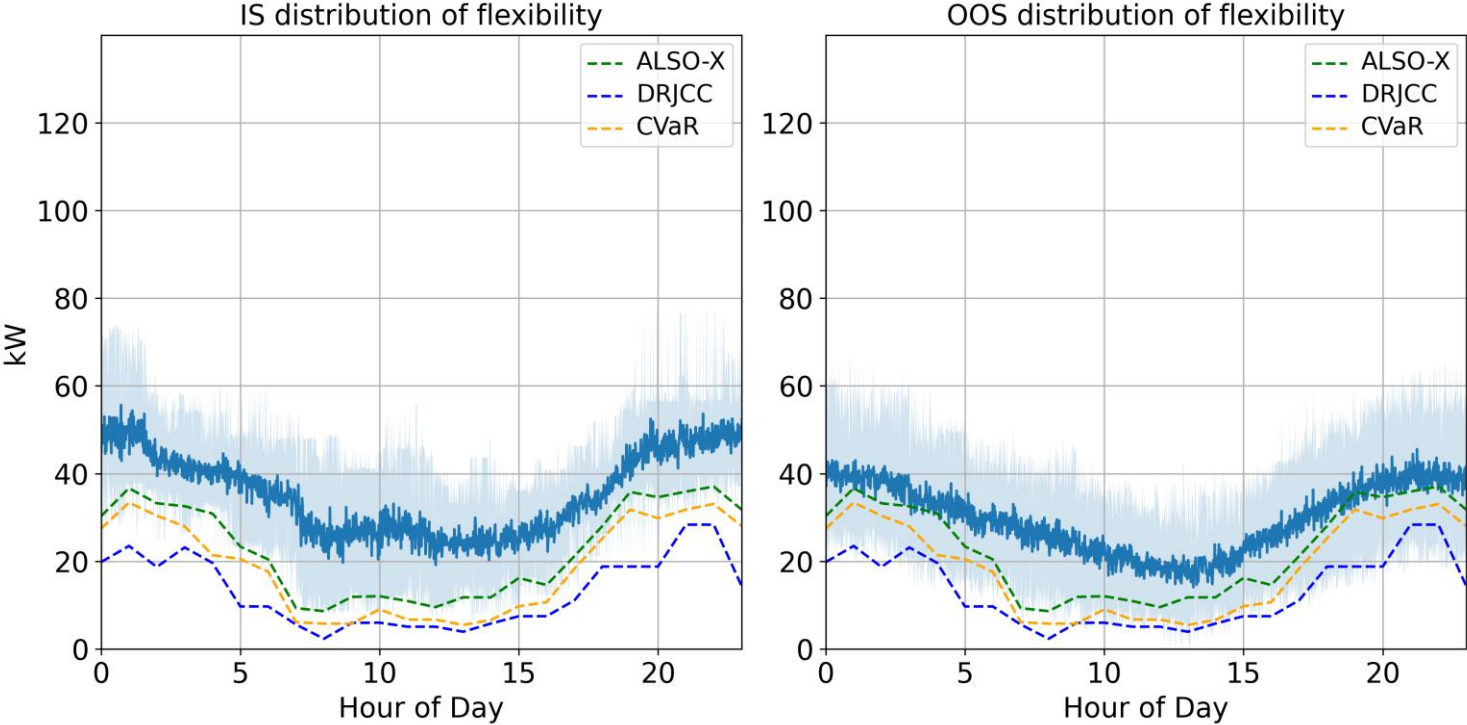 IS distribution of flexibility
ALSO-X
DRJCC
CVaR
120
100
80
60
40
20
0
kW
0 5 10 15 20
Hour of Day
OOS distribution of flexibility
ALSO-X
DRJCC
CVaR
120
100
80
60
40
20
0
0 5 10 15 20
Hour of Day